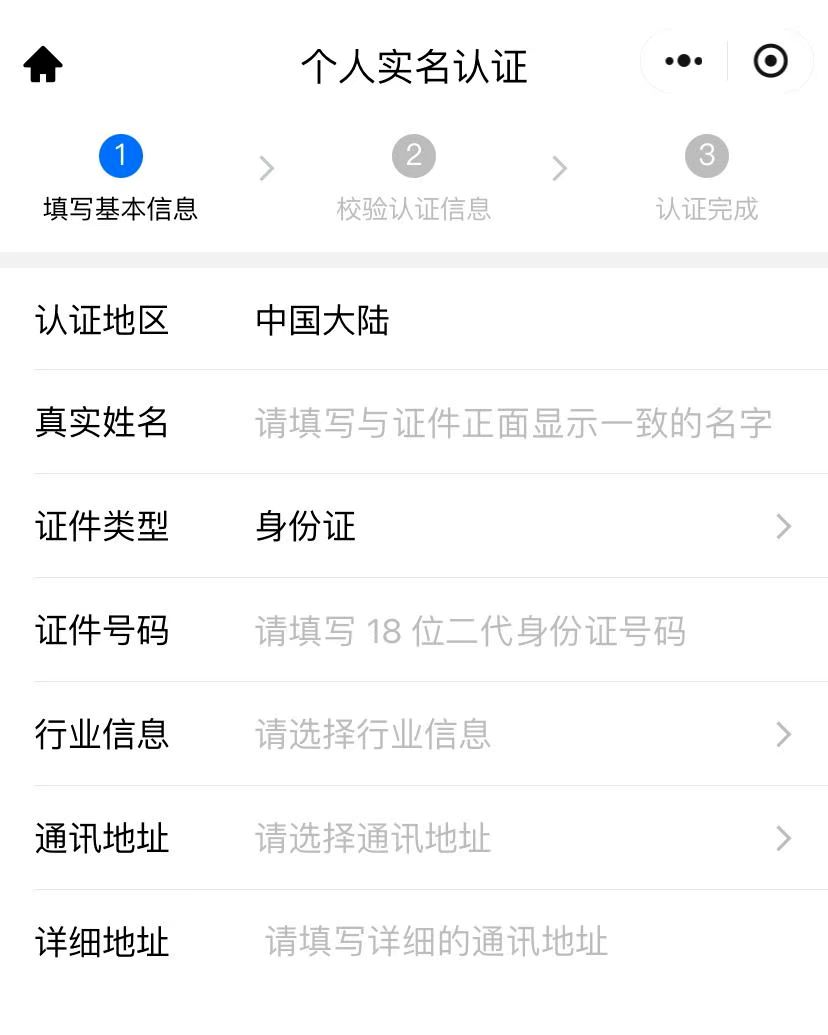 个人实名认证
1 2 3
填写基本信息 校验认证信息 认证完成
认证地区 中国大陆
真实姓名 请填写与证件正面显示一致的名字
证件类型 身份证
证件号码 请填写 18 位二代身份证号码
行业信息 请选择行业信息
通讯地址 请选择通讯地址
详细地址 请填写详细的通讯地址